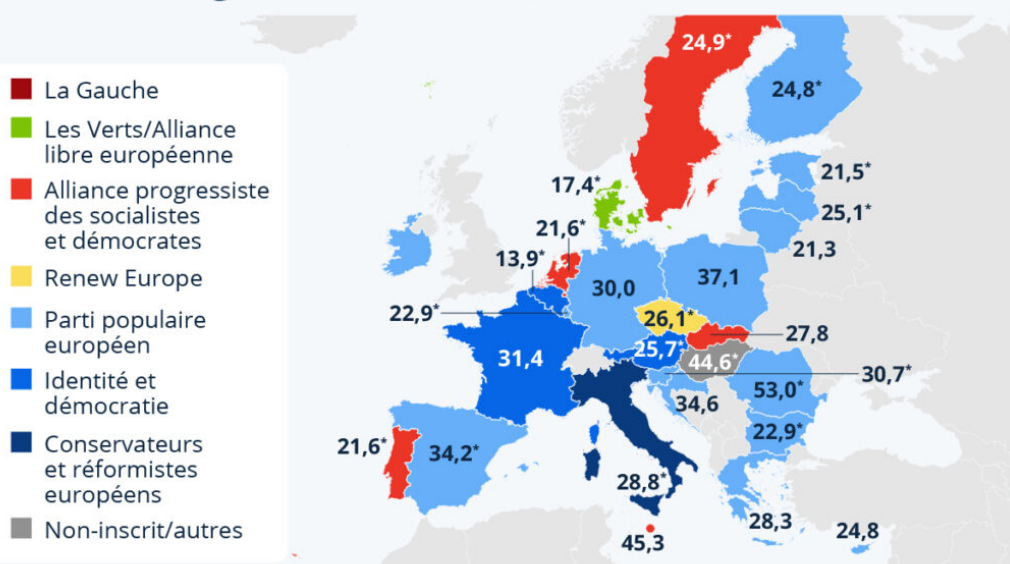 La Gauche
Les Verts/Alliance
libre européenne
Alliance progressiste
des socialistes
et démocrates
Renew Europe
Parti populaire
européen
Identité et
démocratie
Conservateurs
et réformistes
européens
Non-inscrit/autres
24,9*
24,8*
17,4*
21,5*
21,6*
25,1*
13,9*
21,3
30,0
37,1
22,9*
26,1*
27,8
25,7*
44,6*
31,4
30,7*
53,0*
34,6
22,9*
21,6*
34,2*
28,8*
28,3
24,8
45,3